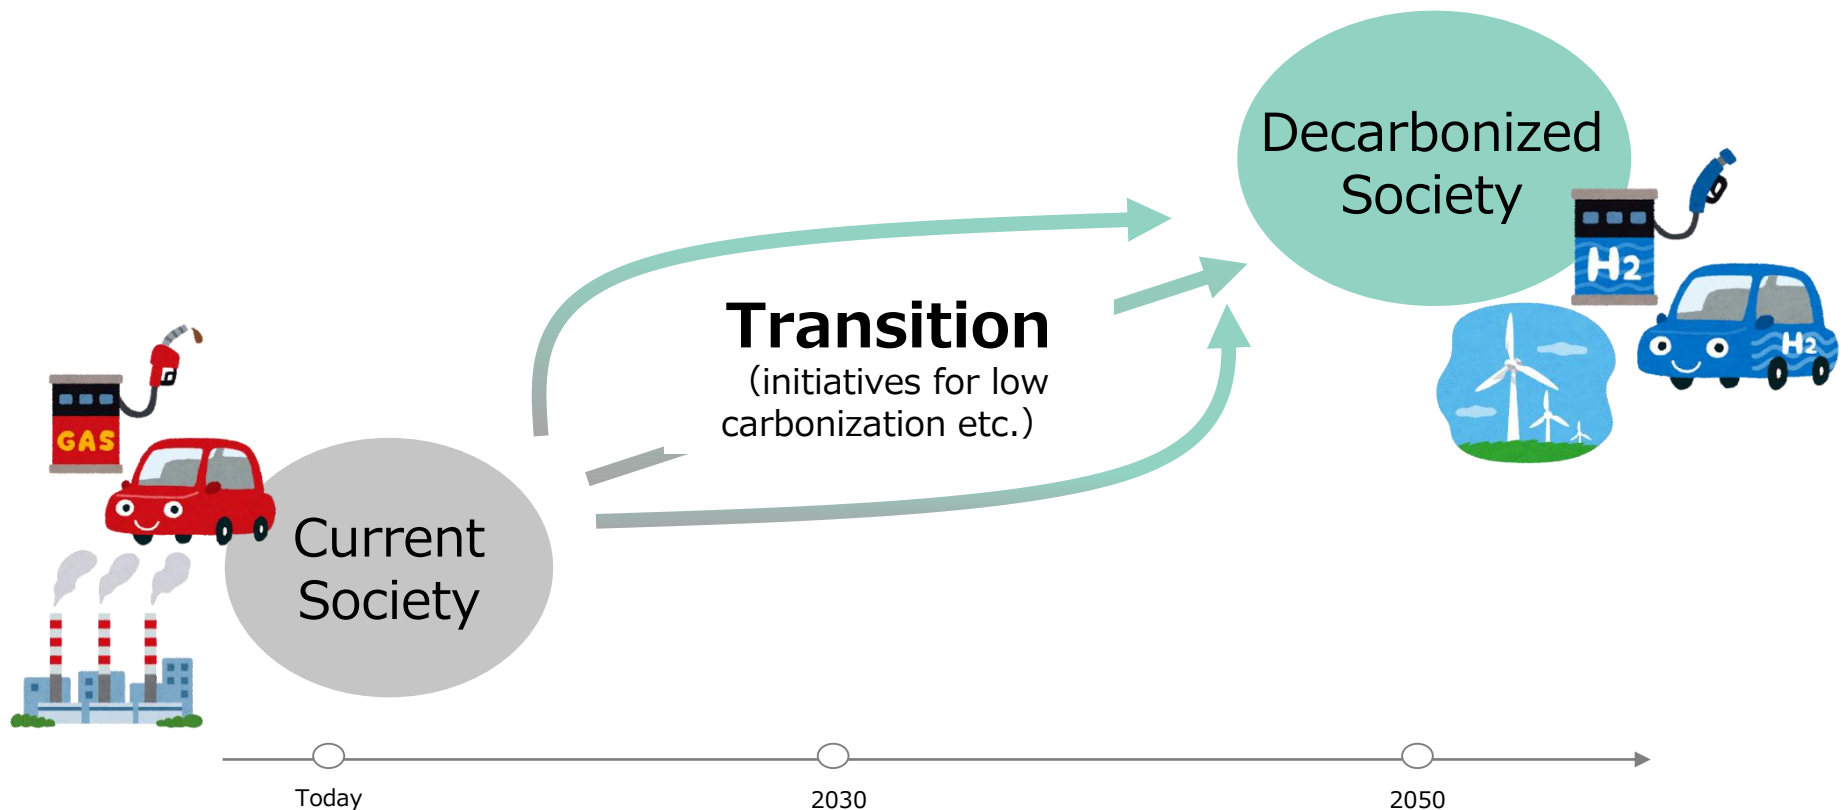 Decarbonized
Society
H2
H2
Transition
（initiatives for low
carbonization etc.）
GAS
Current
Society
Today
2030
2050